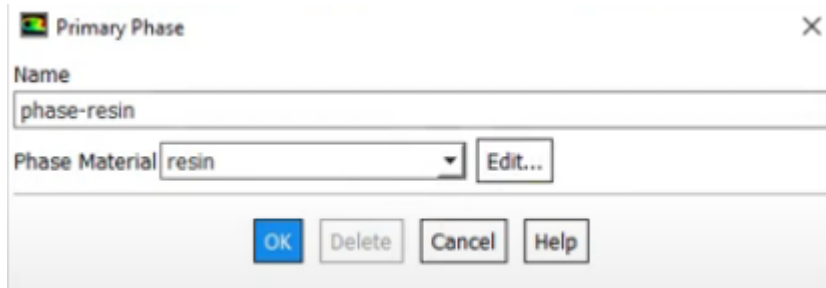 Primary Phase
Name
phase-resin
Phase Material resin Edit...
OK Delete Cancel Help